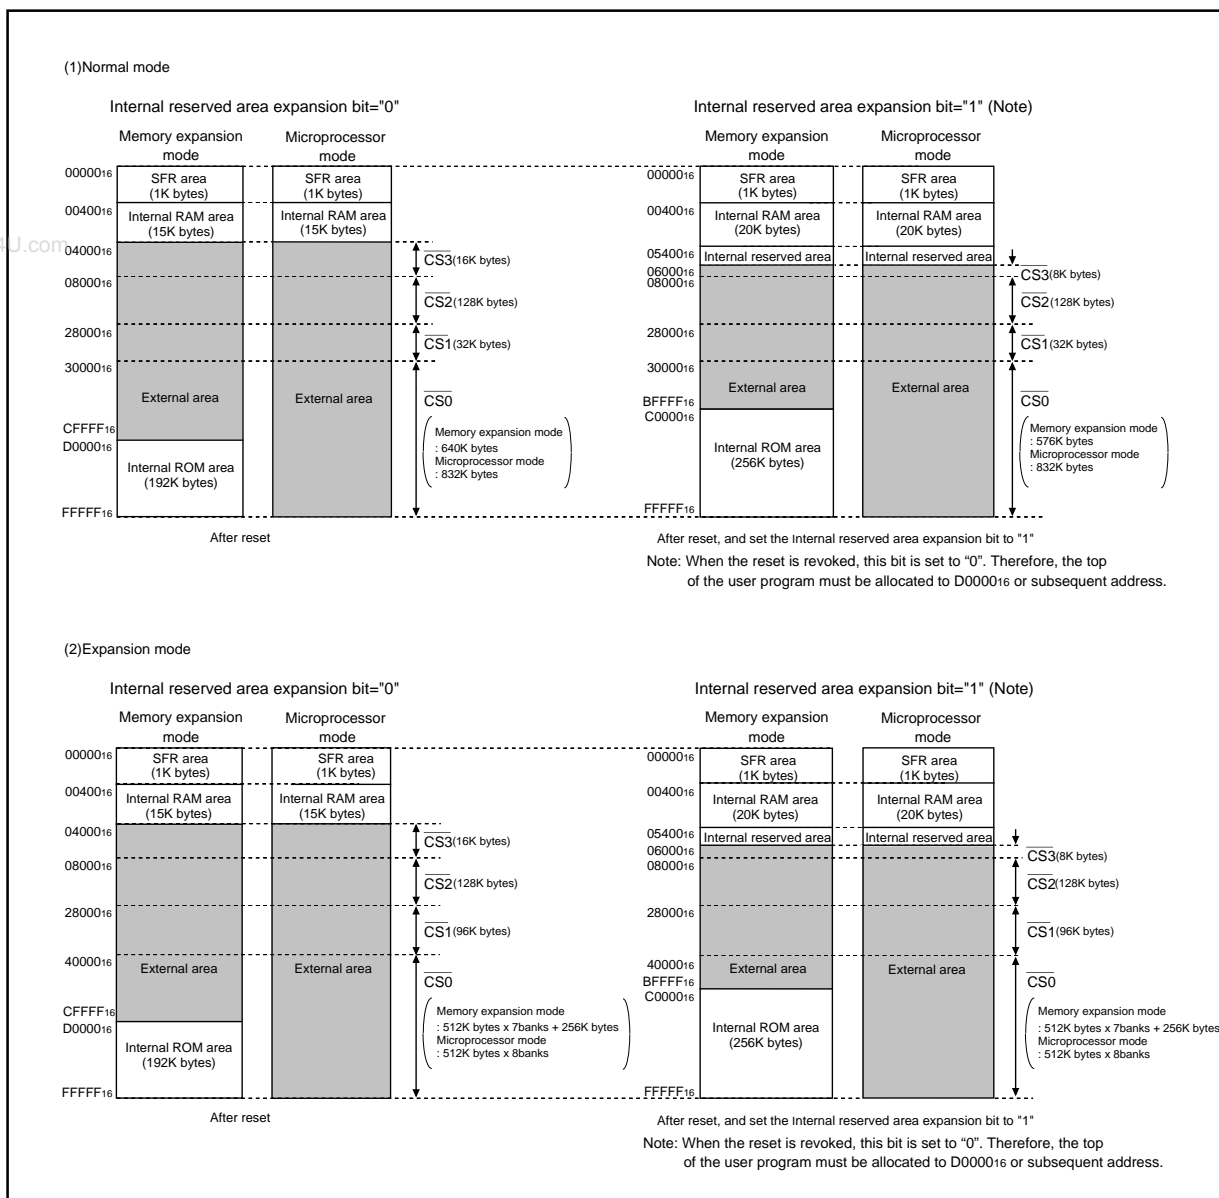 (1)Normal mode
Internal reserved area expansion bit="0"
Memory expansion
mode
Microprocessor
mode
0000016
SFR area
(1K bytes)
SFR area
(1K bytes)
0040016
Internal RAM area
(15K bytes)
Internal RAM area
(15K bytes)
4U.com
0400016
CS3(16K bytes)
0800016
CS2(128K bytes)
2800016
CS1(32K bytes)
3000016
External area
External area
CS0
Memory expansion mode
: 640K bytes
Microprocessor mode
: 832K bytes
CFFFF16
D000016
Internal ROM area
(192K bytes)
FFFFF16
After reset
Internal reserved area expansion bit="1" (Note)
Memory expansion
mode
Microprocessor
mode
0000016
SFR area
(1K bytes)
SFR area
(1K bytes)
0040016
Internal RAM area
(20K bytes)
Internal RAM area
(20K bytes)
0540016
Internal reserved area
Internal reserved area
0600016
0800016
CS3(8K bytes)
CS2(128K bytes)
2800016
CS1(32K bytes)
3000016
External area
External area
CS0
BFFFF16
C000016
Memory expansion mode
: 576K bytes
Microprocessor mode
: 832K bytes
Internal ROM area
(256K bytes)
FFFFF16
After reset, and set the Internal reserved area expansion bit to "1"
Note: When the reset is revoked, this bit is set to “0”. Therefore, the top
of the user program must be allocated to D000016 or subsequent address.
(2)Expansion mode
Internal reserved area expansion bit="0"
Memory expansion
mode
Microprocessor
mode
0000016
SFR area
(1K bytes)
SFR area
(1K bytes)
0040016
Internal RAM area
(15K bytes)
Internal RAM area
(15K bytes)
0400016
CS3(16K bytes)
0800016
CS2(128K bytes)
2800016
CS1(96K bytes)
4000016
External area
External area
CS0
CFFFF16
D000016
Memory expansion mode
: 512K bytes x 7banks + 256K bytes
Microprocessor mode
: 512K bytes x 8banks
Internal ROM area
(192K bytes)
FFFFF16
After reset
Internal reserved area expansion bit="1" (Note)
Memory expansion
mode
Microprocessor
mode
0000016
SFR area
(1K bytes)
SFR area
(1K bytes)
0040016
Internal RAM area
(20K bytes)
Internal RAM area
(20K bytes)
0540016
Internal reserved area
Internal reserved area
0600016
0800016
CS3(8K bytes)
CS2(128K bytes)
2800016
CS1(96K bytes)
4000016
External area
External area
BFFFF16
CS0
C000016
Memory expansion mode
: 512K bytes x 7banks + 256K bytes
Microprocessor mode
: 512K bytes x 8banks
Internal ROM area
(256K bytes)
FFFFF16
After reset, and set the Internal reserved area expansion bit to "1"
Note: When the reset is revoked, this bit is set to “0”. Therefore, the top
of the user program must be allocated to D000016 or subsequent address.